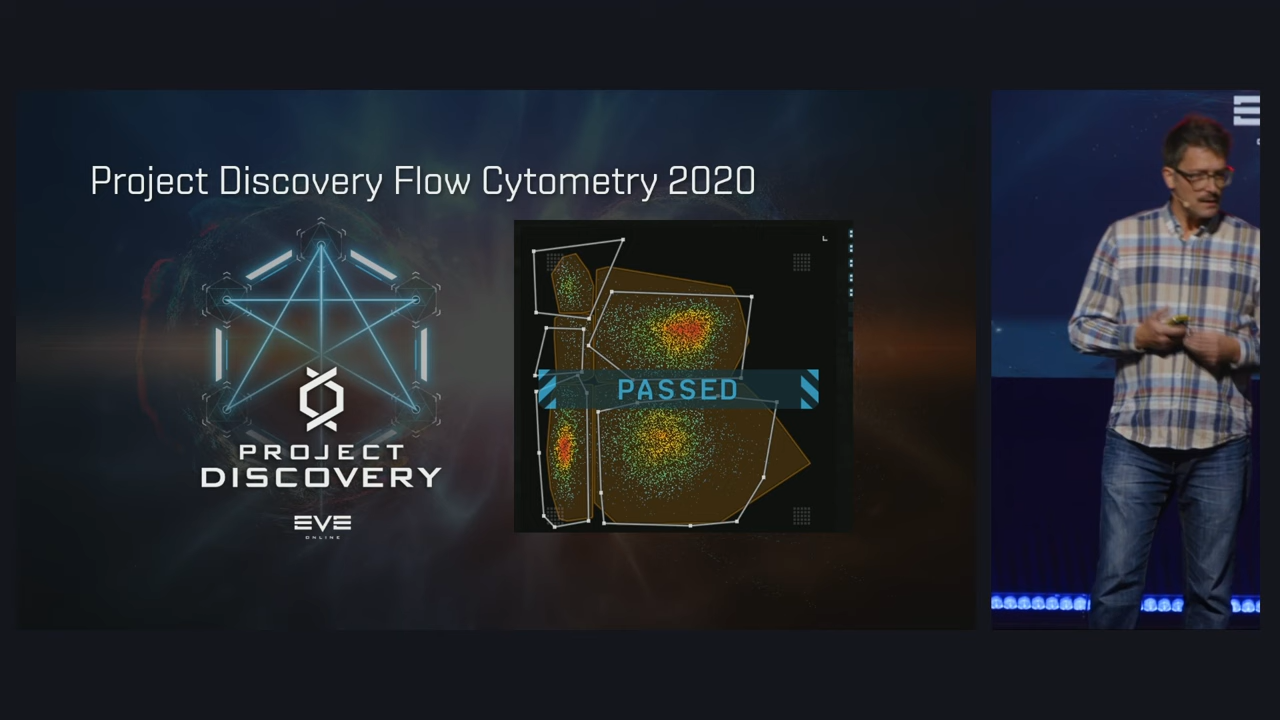 Project Discovery Flow Cytometry 2020
PASSED
PROJECT
DISCOVERY
EVE
ONLINE